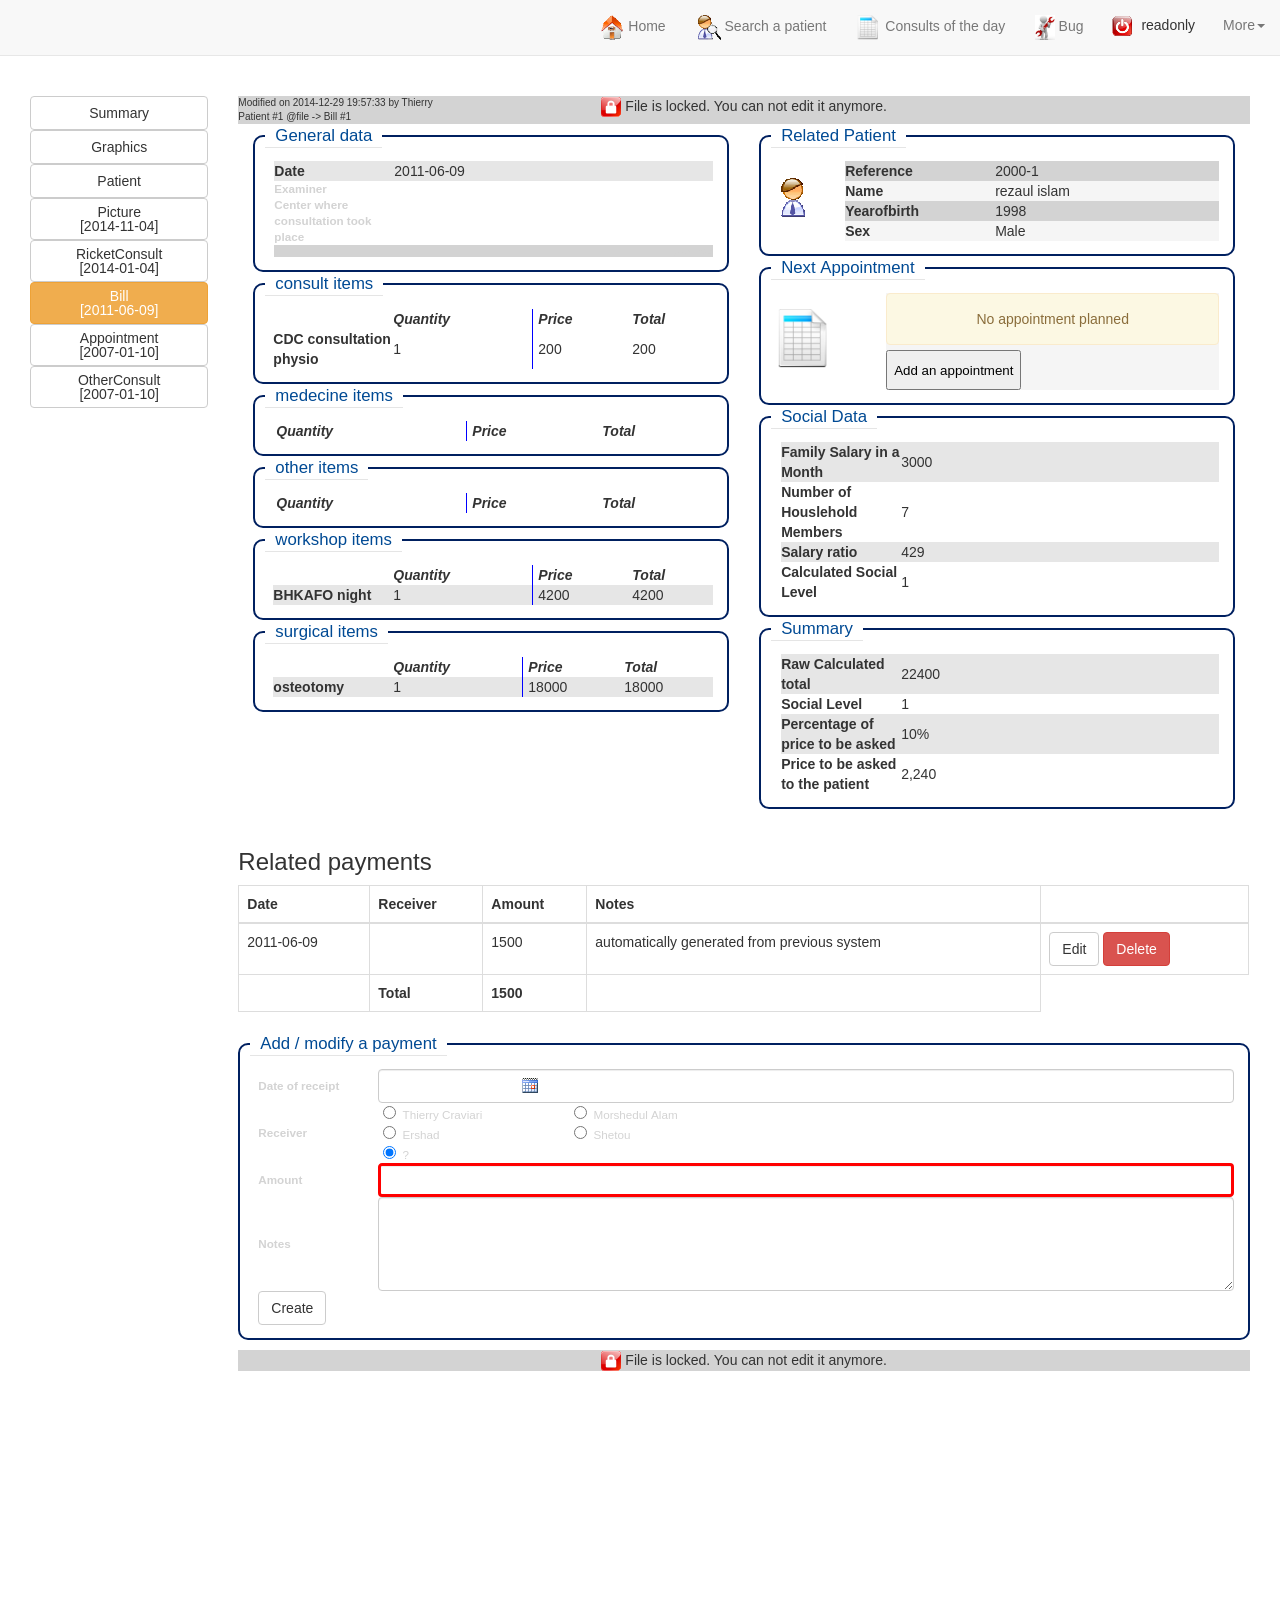 Home Search a patient Consults of the day Bug readonly More
Summary
Graphics
Patient
Picture
[2014-11-04]
RicketConsult
[2014-01-04]
Bill
[2011-06-09]
Appointment
[2007-01-10]
OtherConsult
[2007-01-10]
Modified on 2014-12-29 19:57:33 by Thierry
Patient #1 @file -> Bill #1
File is locked. You can not edit it anymore.
General data
Date 2011-06-09
Examiner
Center where
consultation took
place
consult items
Quantity Price Total
CDC consultation
physio
1 200 200
medecine items
Quantity Price Total
other items
Quantity Price Total
workshop items
Quantity Price Total
BHKAFO night 1 4200 4200
surgical items
Quantity Price Total
osteotomy 1 18000 18000
Related Patient
Reference 2000-1
Name rezaul islam
Yearofbirth 1998
Sex Male
Next Appointment
No appointment planned
Add an appointment
Social Data
Family Salary in a
Month
3000
Number of
Houslehold
Members
7
Salary ratio 429
Calculated Social
Level
1
Summary
Raw Calculated
total
22400
Social Level 1
Percentage of
price to be asked
10%
Price to be asked
to the patient
2,240
Related payments
Date Receiver Amount Notes
2011-06-09 1500 automatically generated from previous system Edit Delete
Total 1500
Add / modify a payment
Date of receipt
Receiver
Thierry Craviari Morshedul Alam
Ershad Shetou
?
Amount
Notes
Create
File is locked. You can not edit it anymore.